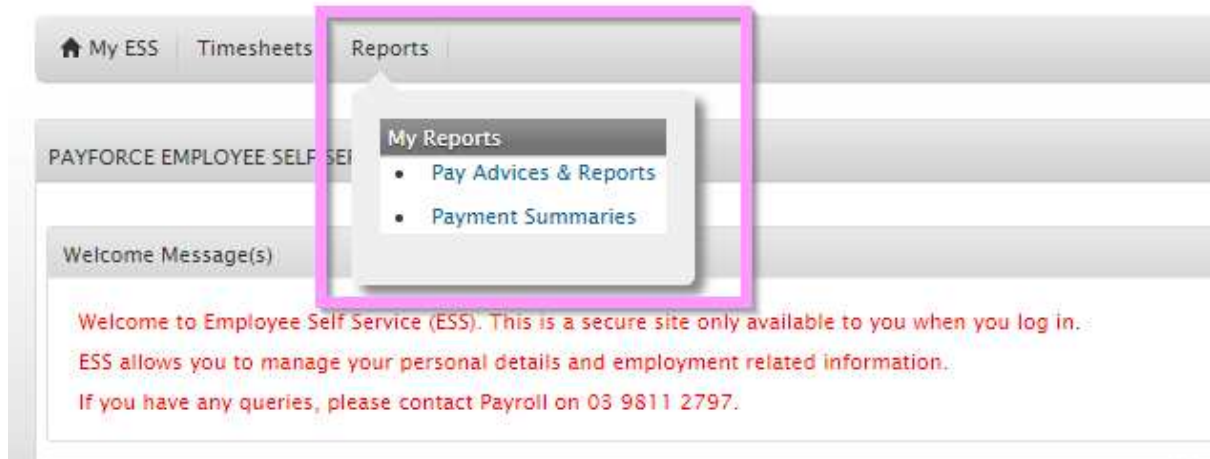 My ESS Timesheets Reports
My Reports
Pay Advices & Reports
Payment Summaries
PAYFORCE EMPLOYEE SELF SE
Welcome Message(s)
Welcome to Employee Self Service (ESS). This is a secure site only available to you when you log in.
ESS allows you to manage your personal details and employment related information.
If you have any queries, please contact Payroll on 03 9811 2797.